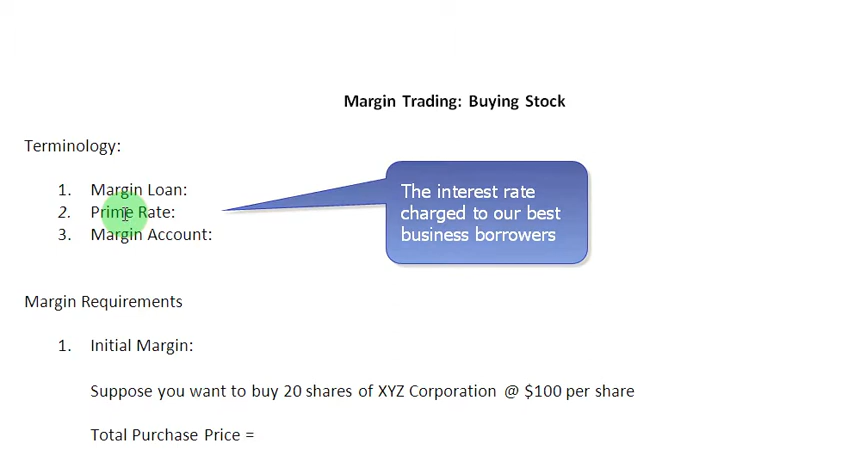 Margin Trading: Buying Stock
Terminology:
1. Margin Loan:
2. Prime Rate:
3. Margin Account:
The interest rate
charged to our best
business borrowers
Margin Requirements
1. Initial Margin:
Suppose you want to buy 20 shares of XYZ Corporation @ $100 per share
Total Purchase Price =